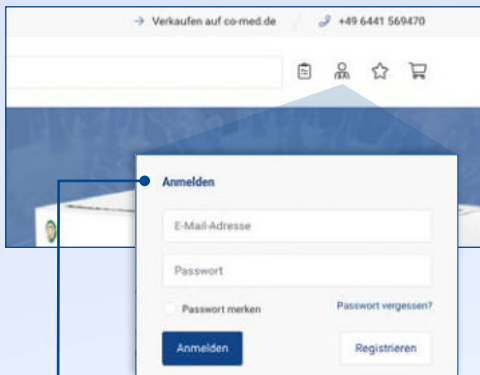 Verkaufen auf co-med.de
+49 6441 569470
Anmelden
E-Mail-Adresse
Passwort
Passwort merken
Passwort vergessen?
Anmelden
Registrieren